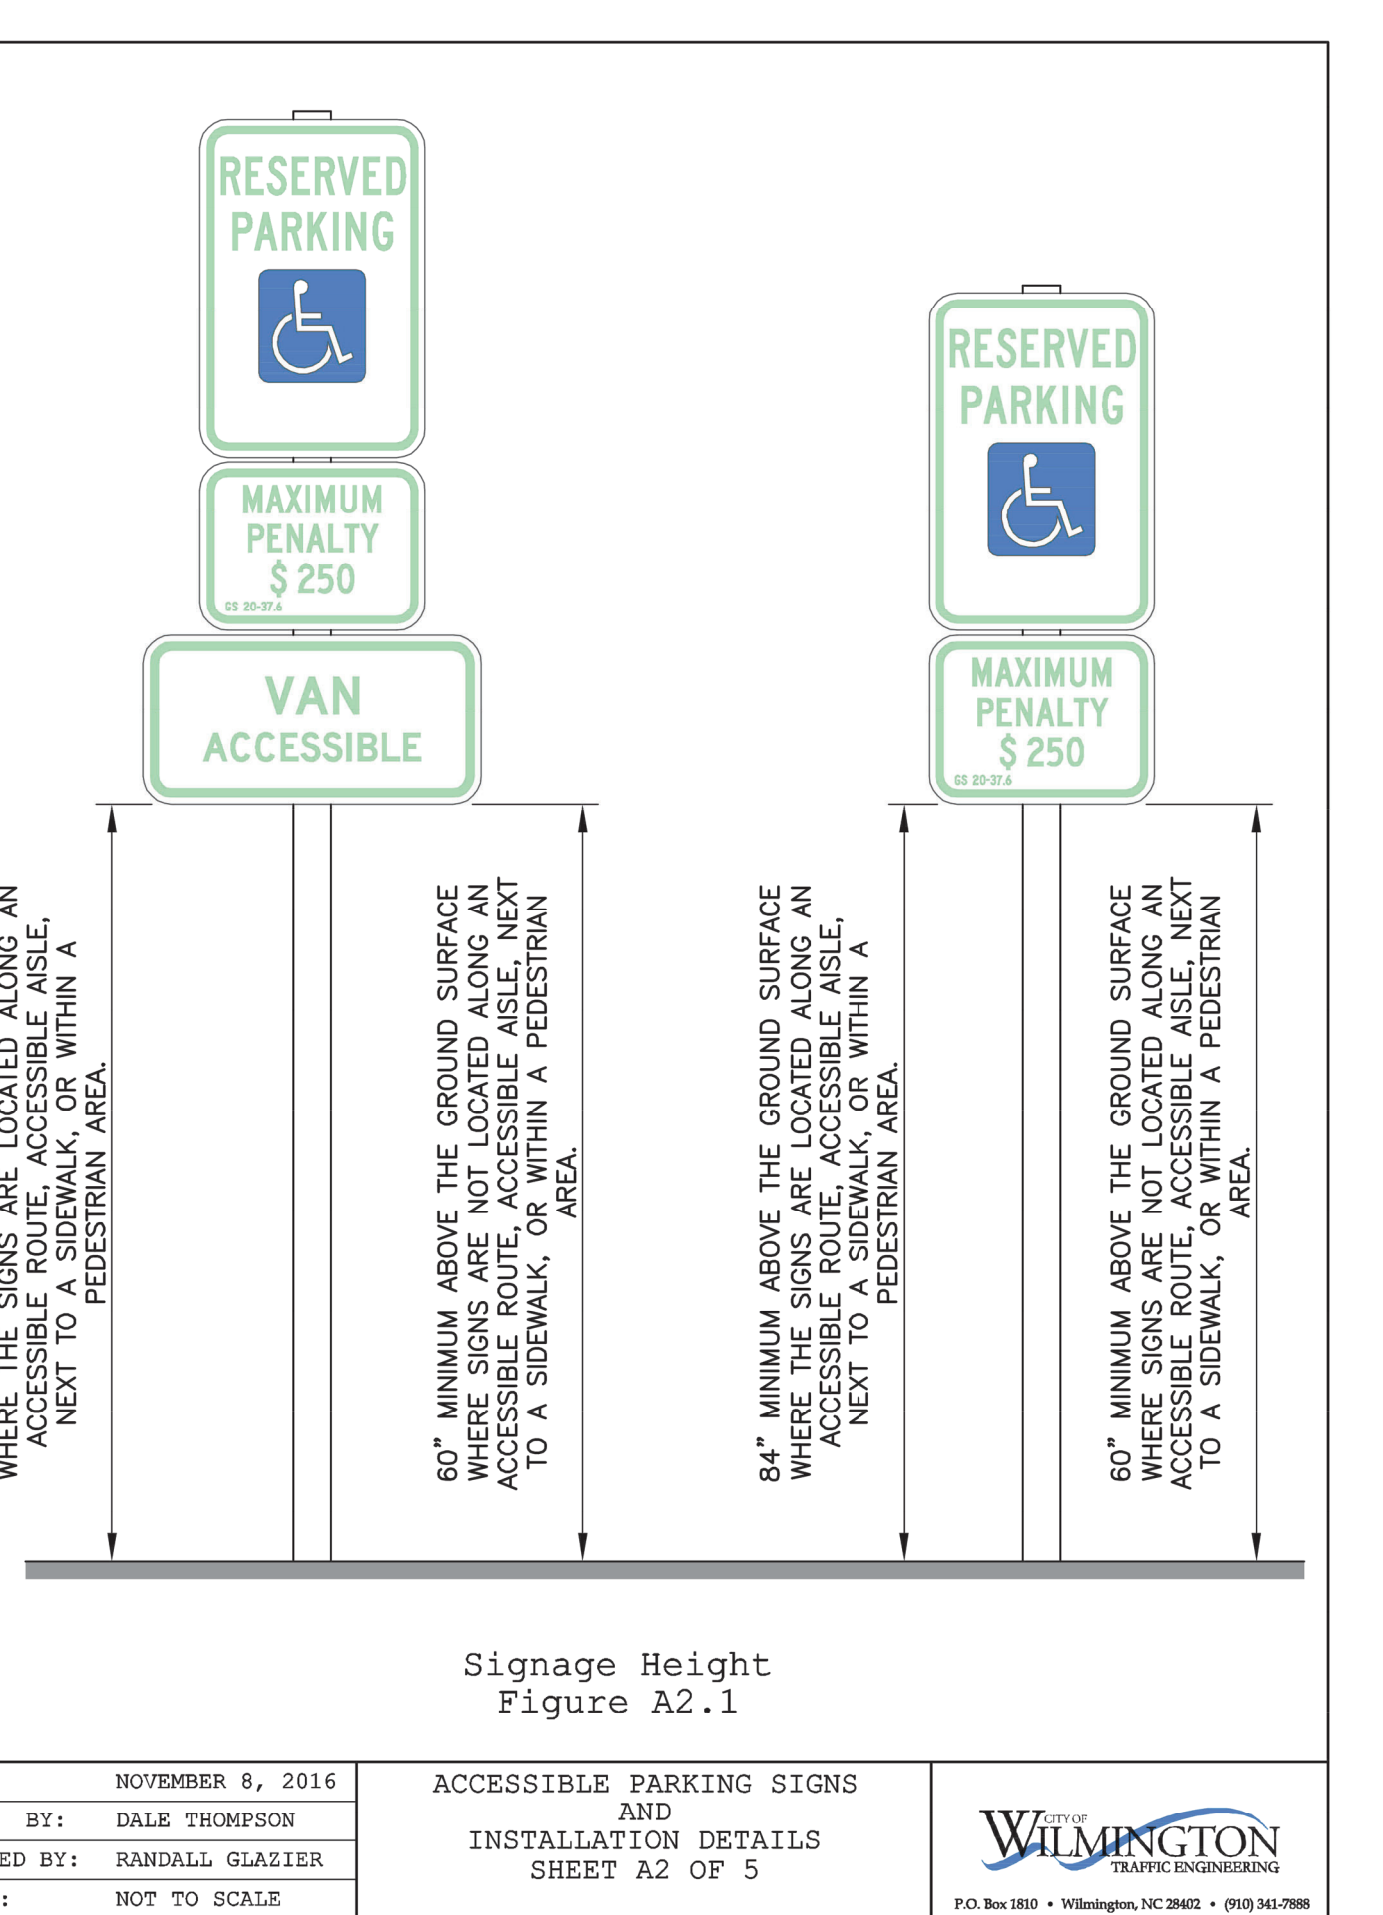 RESERVED
PARKING
MAXIMUM
PENALTY
$ 250
GS 20-37.6
VAN
ACCESSIBLE
RESERVED
PARKING
MAXIMUM
PENALTY
$ 250
GS 20-37.6
WHERE THE SIGNS ARE LOCATED ALONG AN
ACCESSIBLE ROUTE, ACCESSIBLE AISLE,
NEXT TO A SIDEWALK, OR WITHIN A
PEDESTRIAN AREA.
60" MINIMUM ABOVE THE GROUND SURFACE
WHERE SIGNS ARE NOT LOCATED ALONG AN
ACCESSIBLE ROUTE, ACCESSIBLE AISLE, NEXT
TO A SIDEWALK, OR WITHIN A PEDESTRIAN
AREA.
84" MINIMUM ABOVE THE GROUND SURFACE
WHERE THE SIGNS ARE LOCATED ALONG AN
ACCESSIBLE ROUTE, ACCESSIBLE AISLE,
NEXT TO A SIDEWALK, OR WITHIN A
PEDESTRIAN AREA.
60" MINIMUM ABOVE THE GROUND SURFACE
WHERE SIGNS ARE NOT LOCATED ALONG AN
ACCESSIBLE ROUTE, ACCESSIBLE AISLE, NEXT
TO A SIDEWALK, OR WITHIN A PEDESTRIAN
AREA.
Signage Height
Figure A2.1
NOVEMBER 8, 2016
BY: DALE THOMPSON
ED BY: RANDALL GLAZIER
: NOT TO SCALE
ACCESSIBLE PARKING SIGNS
AND
INSTALLATION DETAILS
SHEET A2 OF 5
CITY OF
WILMINGTON
TRAFFIC ENGINEERING
P.O. Box 1810 • Wilmington, NC 28402 • (910) 341-7888